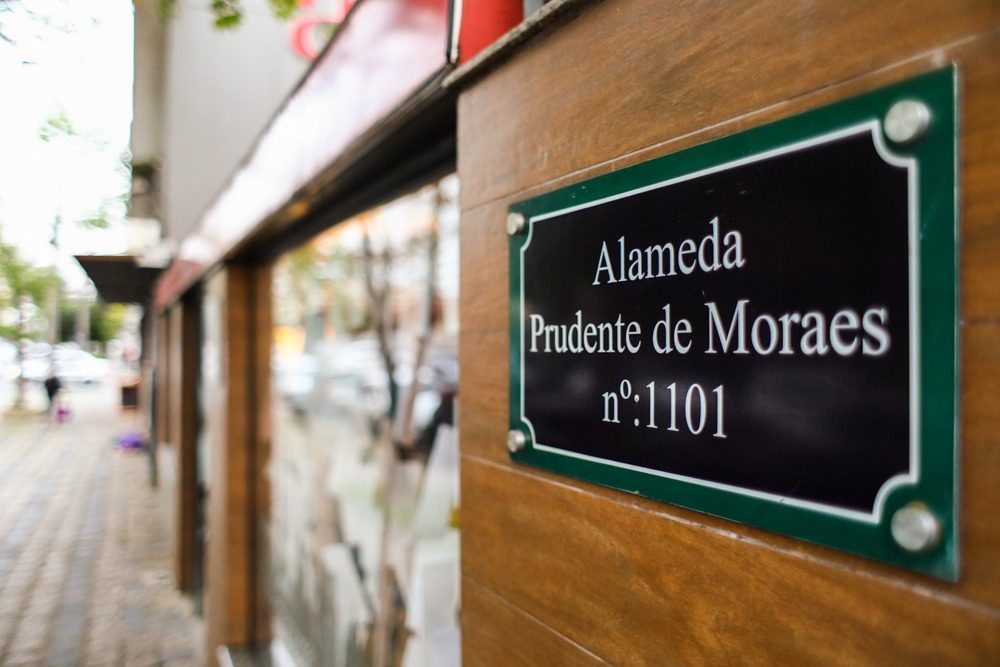 Alameda
Prudente de Moraes
nº:1101